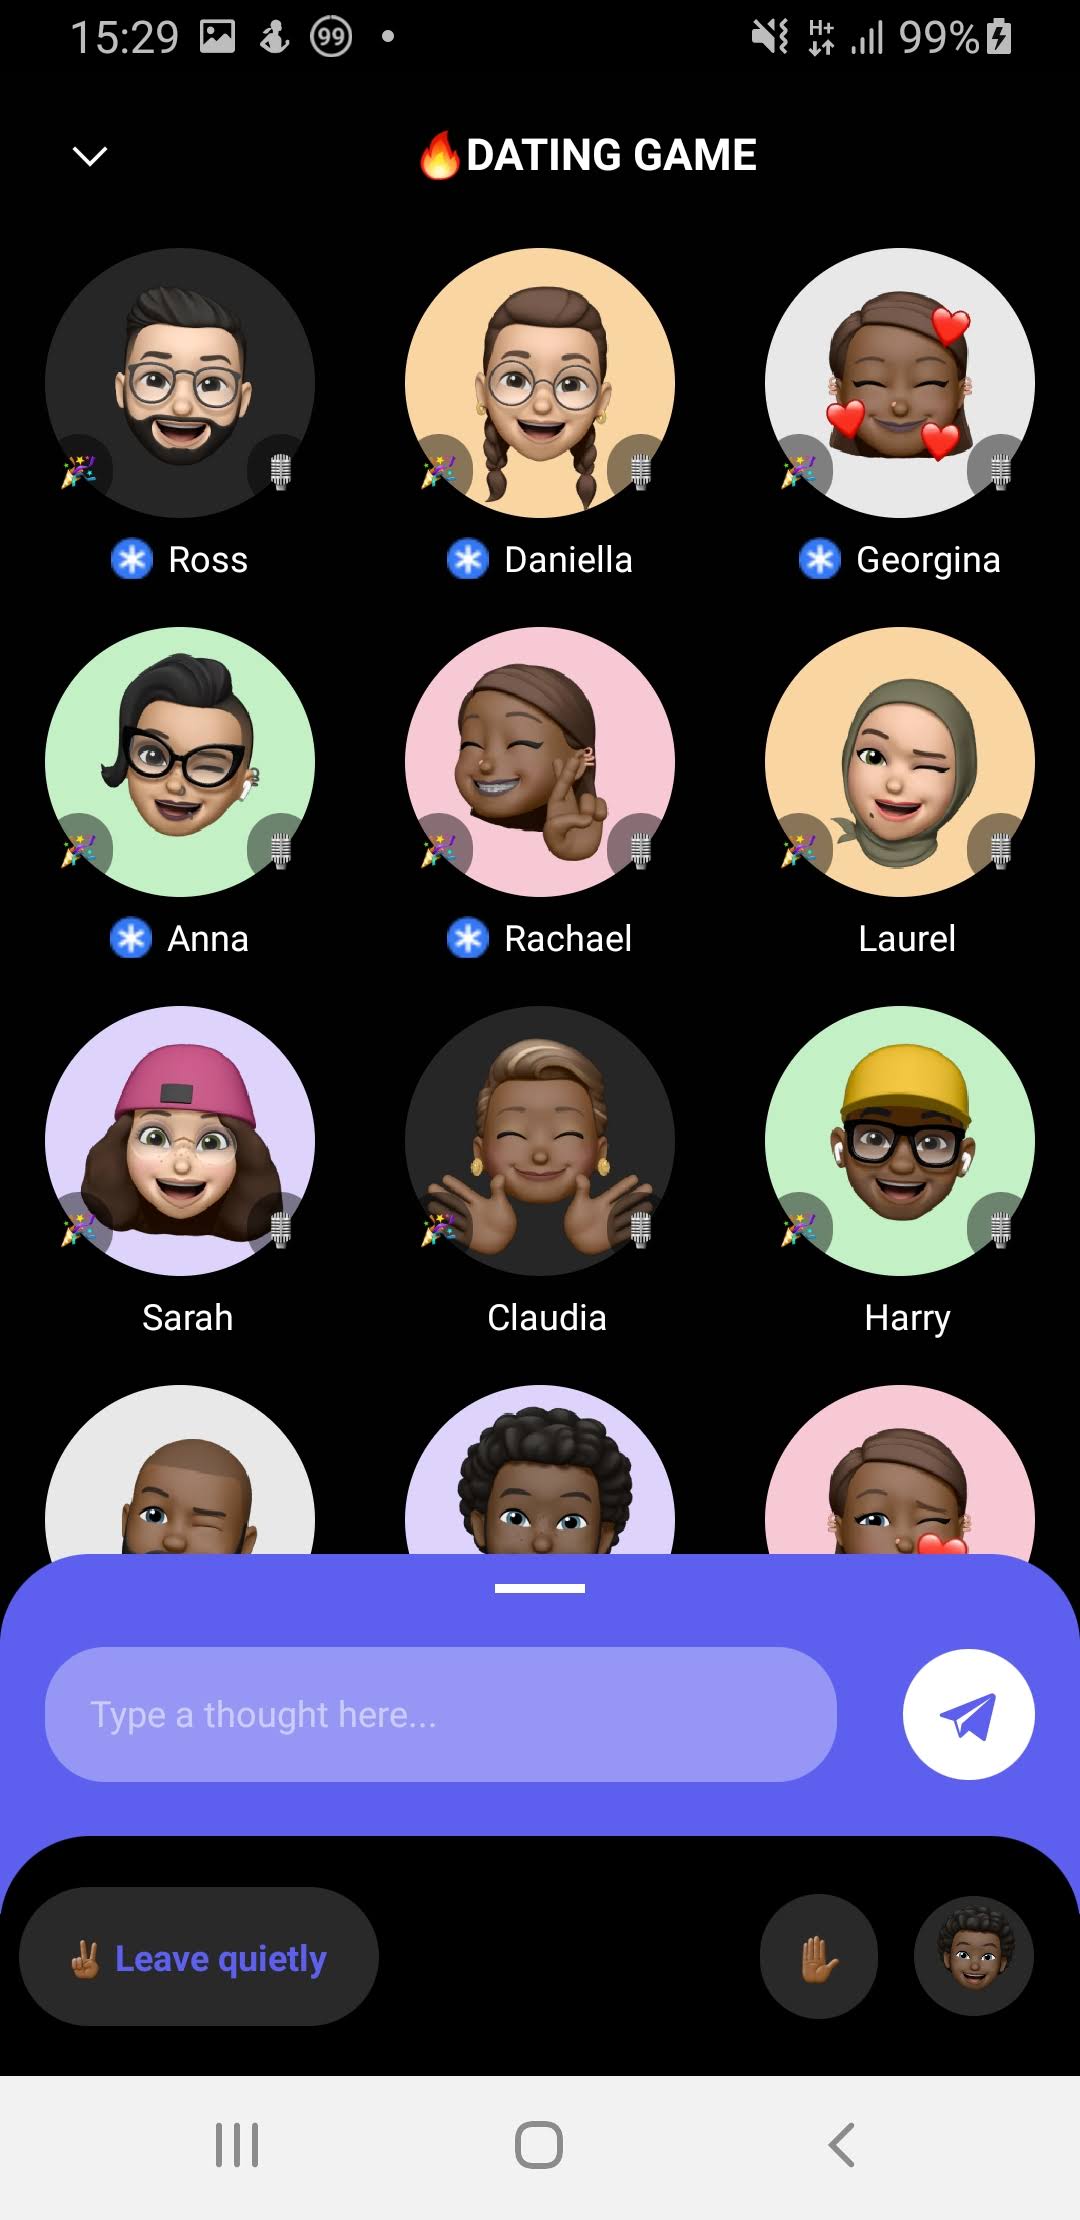 15:29 99 H+ 99%
🔥DATING GAME
Ross Daniella Georgina
Anna Rachael Laurel
Sarah Claudia Harry
Type a thought here...
✌🏾 Leave quietly